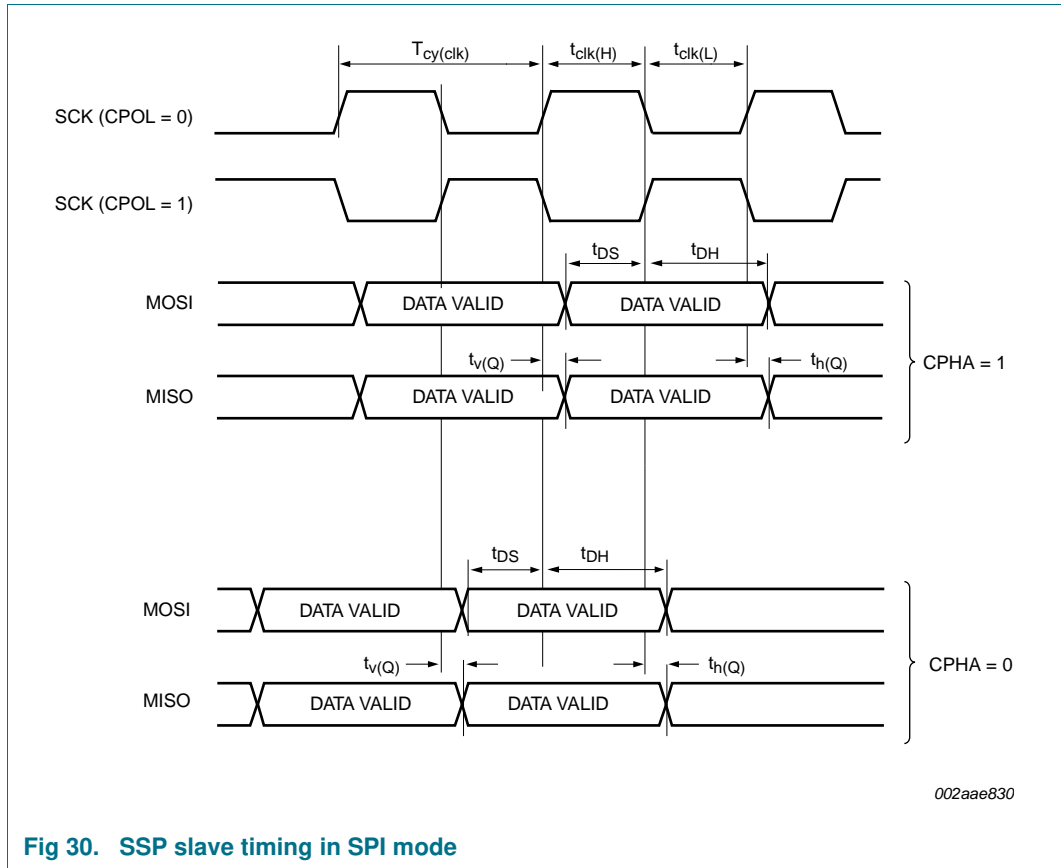 Tcy(clk) tclk(H) tclk(L)
SCK (CPOL = 0)
SCK (CPOL = 1)
tDS tDH
MOSI DATA VALID DATA VALID
tv(Q) th(Q)
CPHA = 1
MISO DATA VALID DATA VALID
tDS tDH
MOSI DATA VALID DATA VALID
tv(Q) th(Q)
CPHA = 0
MISO DATA VALID DATA VALID
002aae830
Fig 30. SSP slave timing in SPI mode